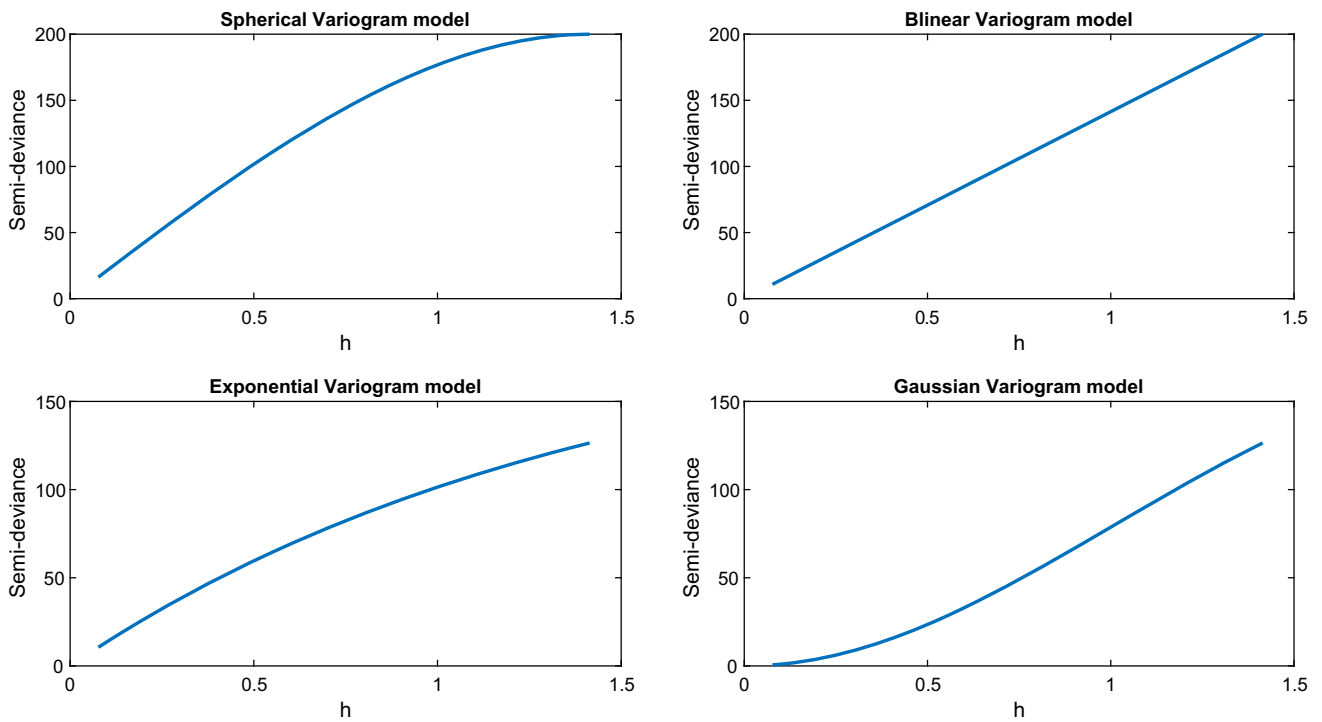 Spherical Variogram model
200
150
100
50
0
Semi-deviance
0 0.5 1 1.5
h
Blinear Variogram model
200
150
100
50
0
Semi-deviance
0 0.5 1 1.5
h
Exponential Variogram model
150
100
50
0
Semi-deviance
0 0.5 1 1.5
h
Gaussian Variogram model
150
100
50
0
Semi-deviance
0 0.5 1 1.5
h